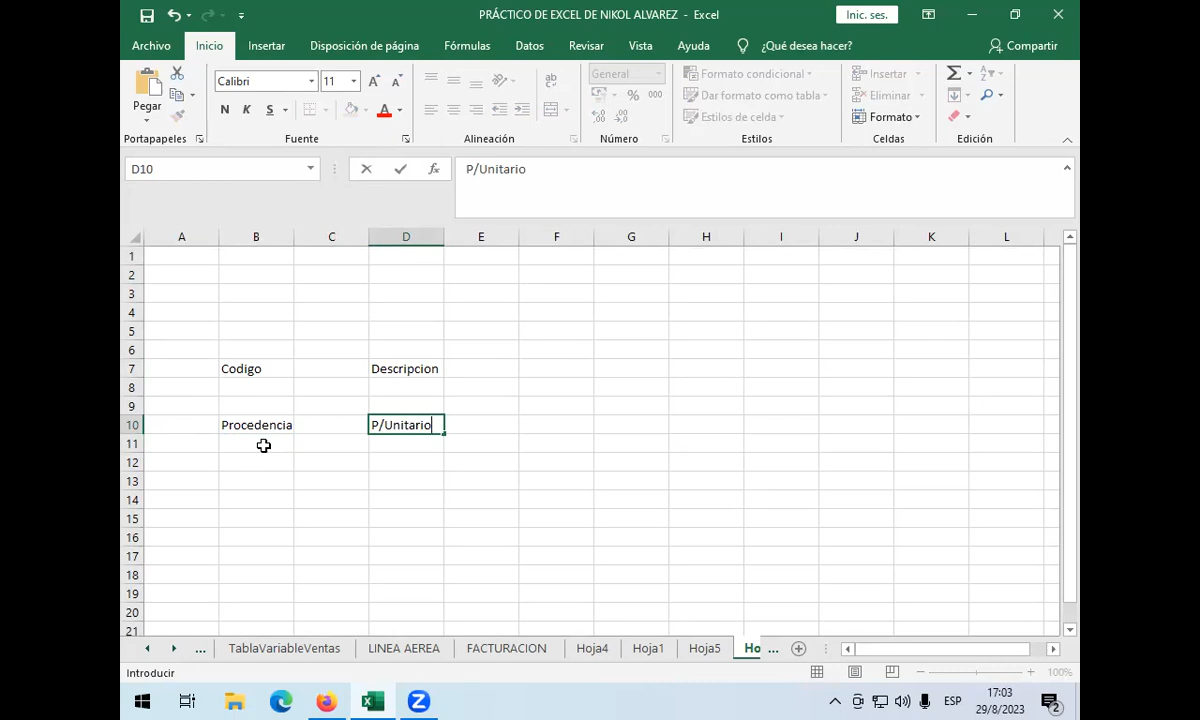 PRÁCTICO DE EXCEL DE NIKOL ALVAREZ - Excel
Inic. ses.
Archivo Inicio Insertar Disposición de página Fórmulas Datos Revisar Vista Ayuda ¿Qué desea hacer? Compartir
Pegar
Calibri 11
N K S
General
% 000
Formato condicional
Dar formato como tabla
Estilos de celda
Insertar
Eliminar
Formato
Portapapeles Fuente Alineación Número Estilos Celdas Edición
D10 fx P/Unitario
A B C D E F G H I J K L
1
2
3
4
5
6
7 Codigo Descripcion
8
9
10 Procedencia P/Unitario
11
12
13
14
15
16
17
18
19
20
21
... TablaVariableVentas LINEA AEREA FACTURACION Hoja4 Hoja1 Hoja5 Ho ...
Introducir 100%
ESP 17:03
29/8/2023 2